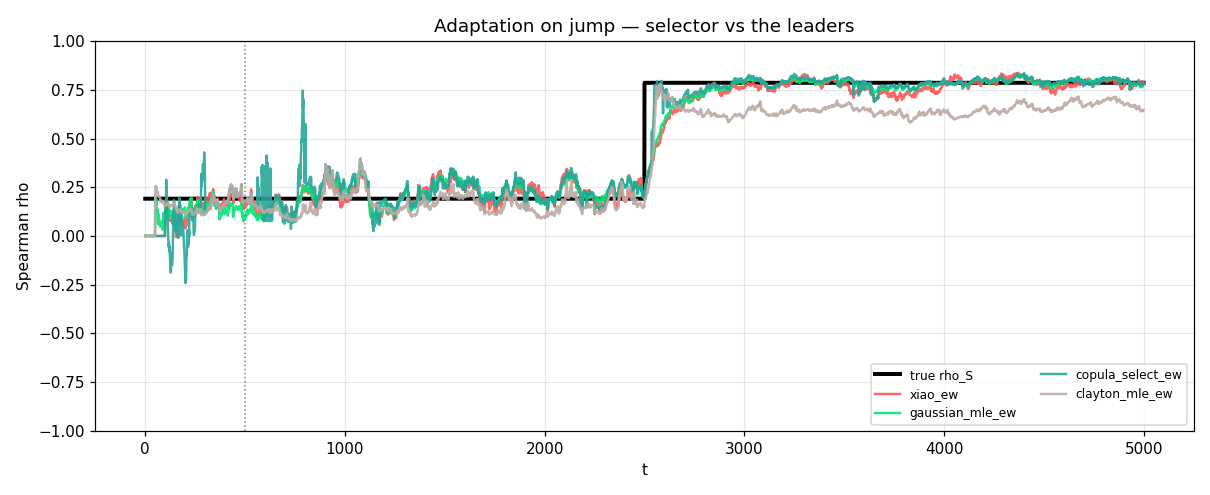 Adaptation on jump — selector vs the leaders
Spearman rho
1.00
0.75
0.50
0.25
0.00
−0.25
−0.50
−0.75
−1.00
0
1000
2000
3000
4000
5000
t
true rho_S
xiao_ew
gaussian_mle_ew
copula_select_ew
clayton_mle_ew